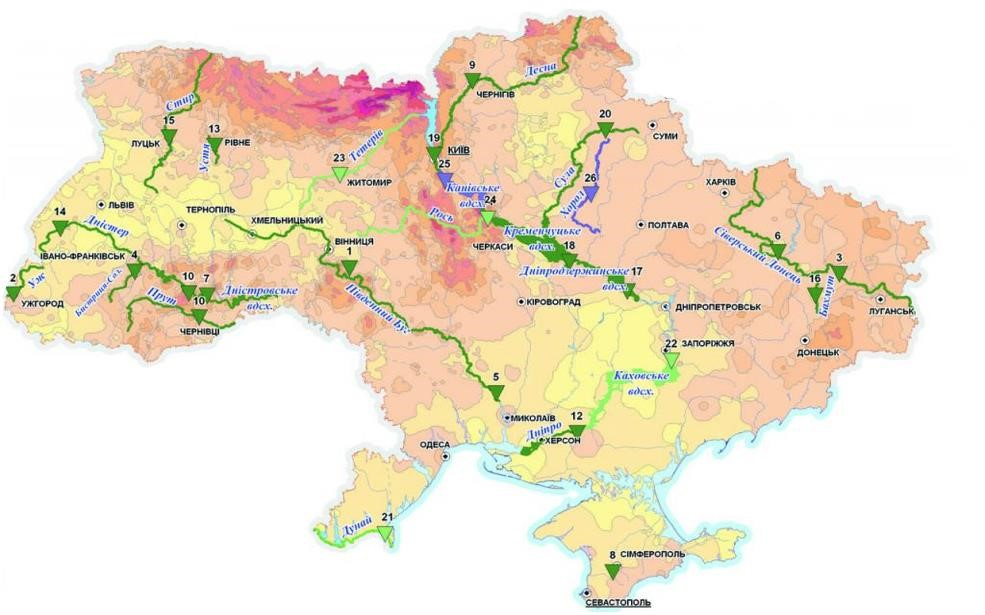 9
Десна
ЧЕРНІГІВ
Стир
15
ЛУЦЬК
13
РІВНЕ
Устя
19
КИЇВ
Тетерів
23
ЖИТОМИР
25
Канівське
вдсх.
24
20
СУМИ
Сула
26
Хорол
ХАРКІВ
ЛЬВІВ
14
Дністер
ТЕРНОПІЛЬ
ХМЕЛЬНИЦЬКИЙ
ВІННИЦЯ
1
Рось
ЧЕРКАСИ
Кременчуцьке
вдсх.
18
ПОЛТАВА
Сіверський Донець
6
3
16
Бахмут
ЛУГАНСЬК
ДОНЕЦЬК
ІВАНО-ФРАНКІВСЬК
4
2
Уж
УЖГОРОД
Бистриця-Сол.
10
7
Прут
10
ЧЕРНІВЦІ
Дністровське
вдсх.
Південний Буг
Дніпродзержинське
вдсх.
17
КІРОВОГРАД
ДНІПРОПЕТРОВСЬК
22
ЗАПОРІЖЖЯ
Каховське
вдсх.
5
МИКОЛАЇВ
12
Дніпро
ХЕРСОН
ОДЕСА
21
Дунай
8
СІМФЕРОПОЛЬ
СЕВАСТОПОЛЬ